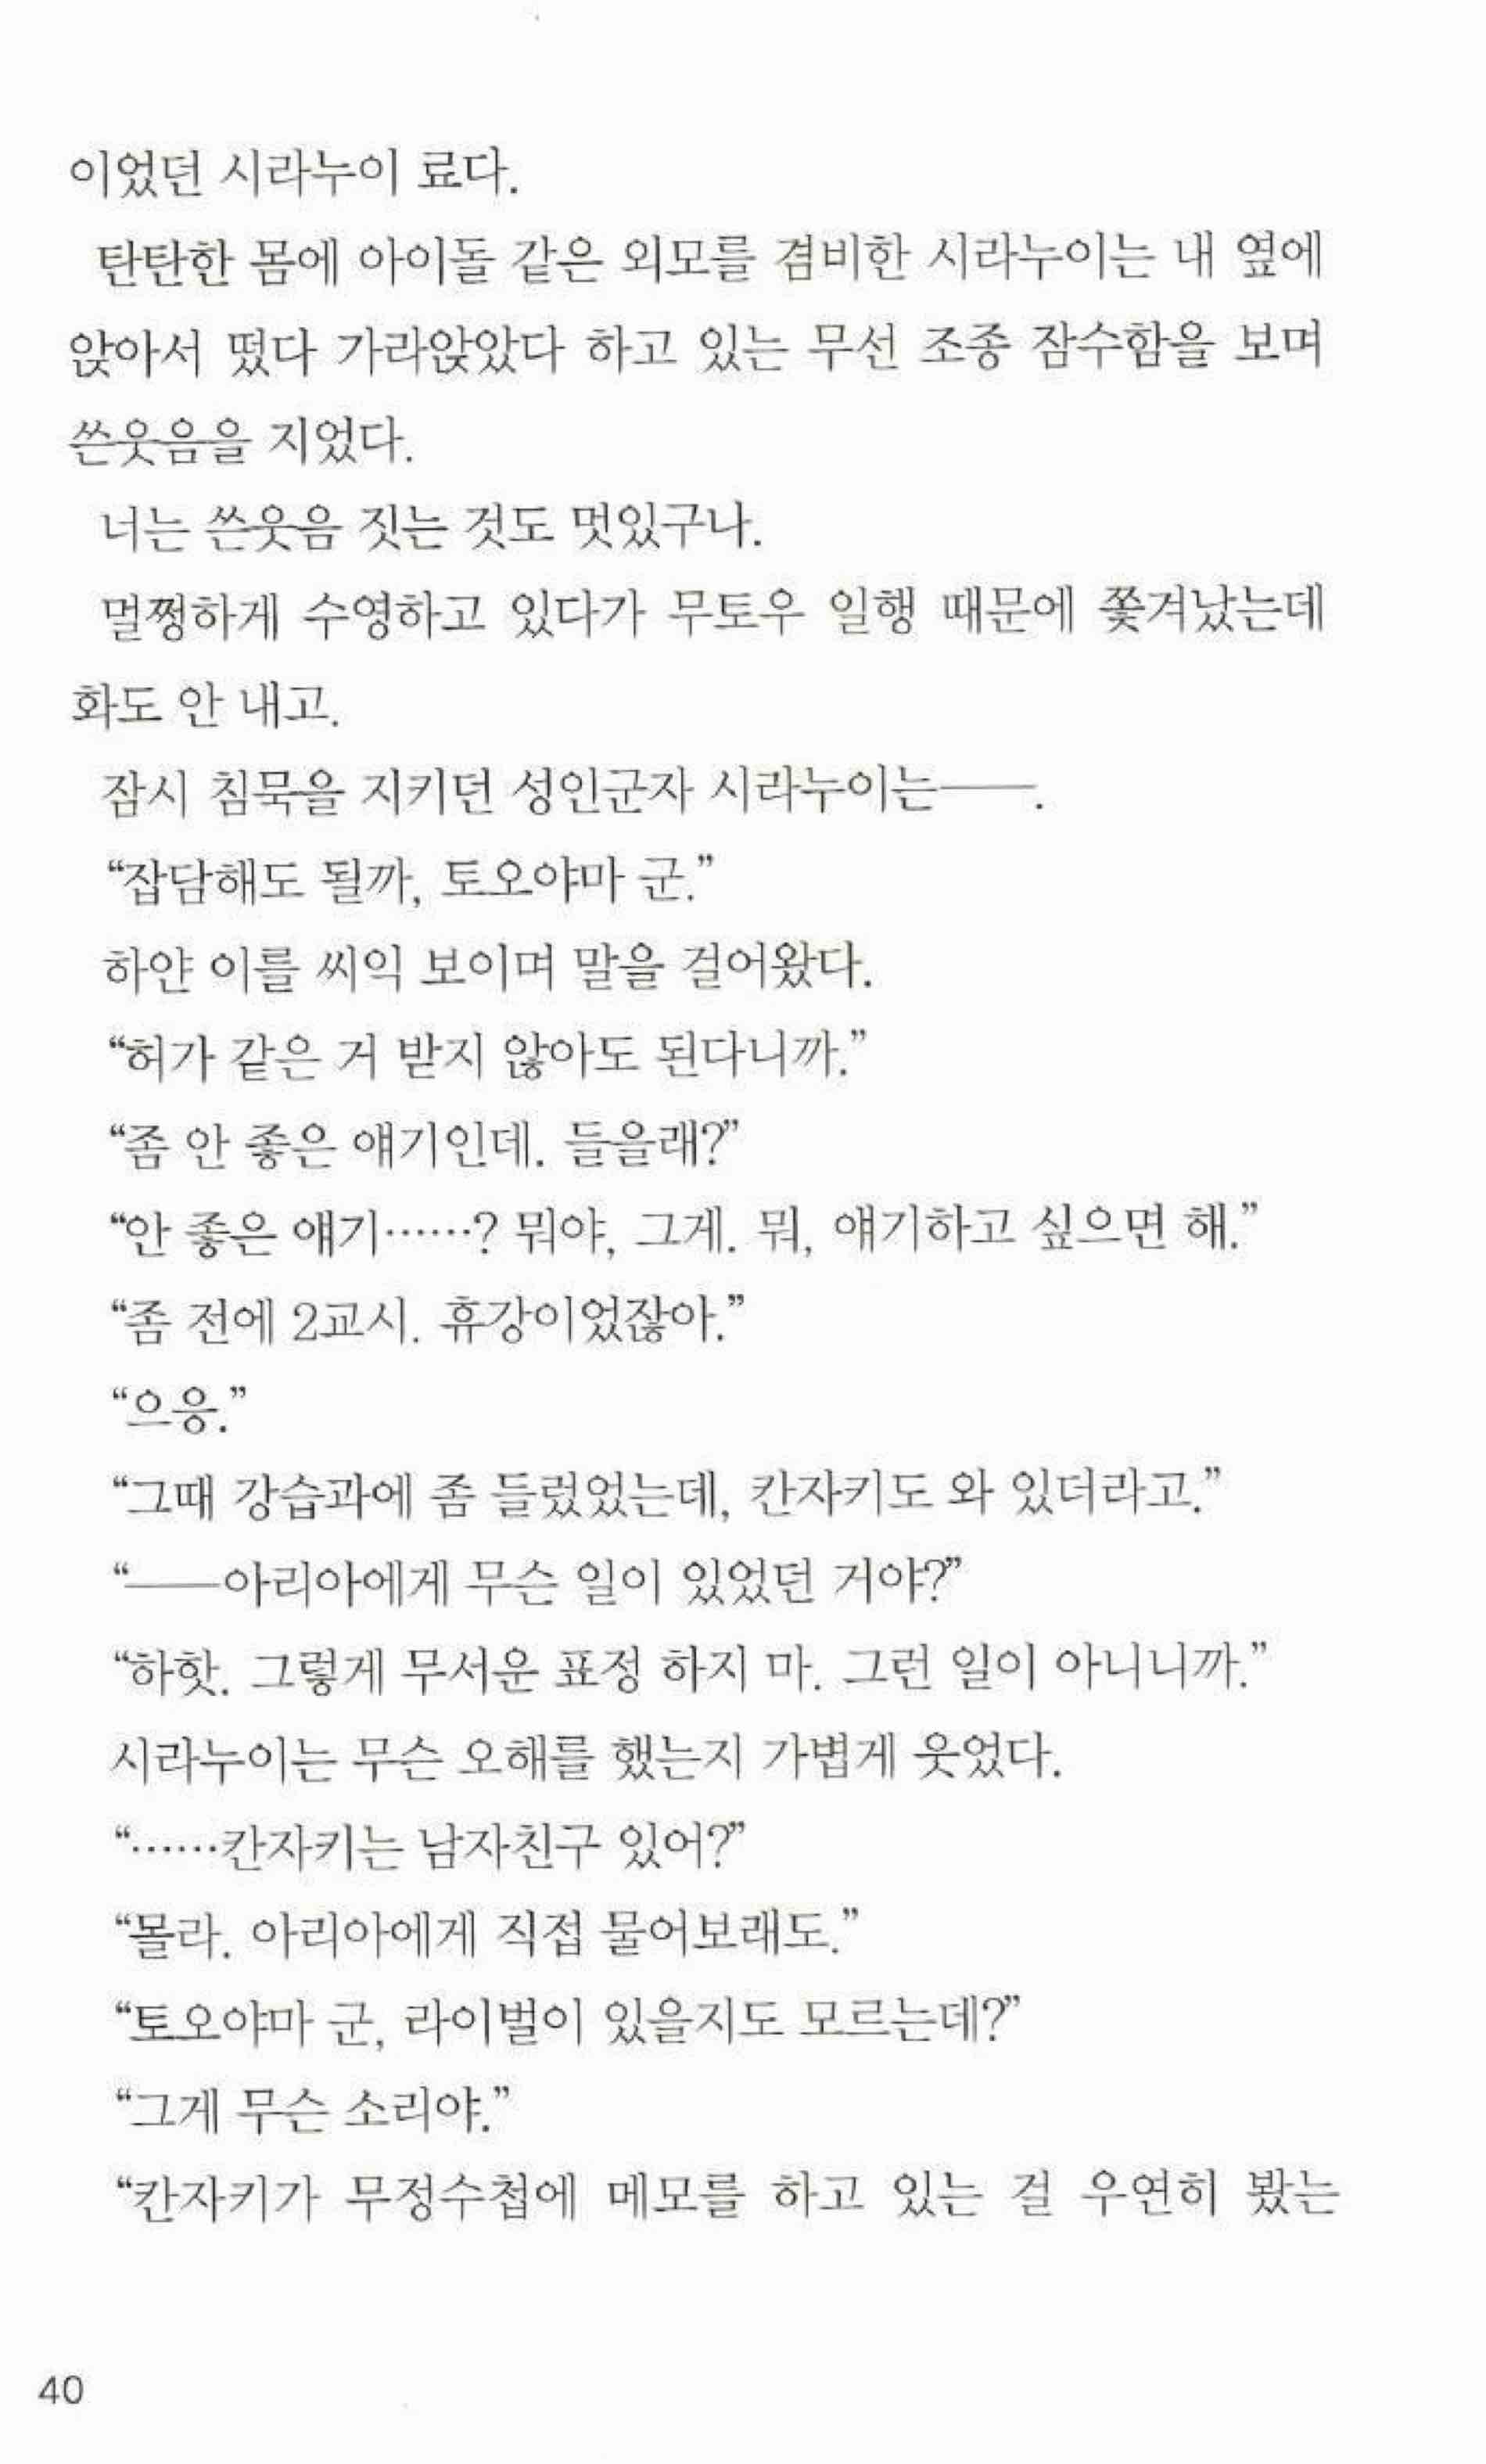 이었던 시라누이 료다.
탄탄한 몸에 아이돌 같은 외모를 겸비한 시라누이는 내 옆에
앉아서 떴다 가라앉았다 하고 있는 무선 조종 잠수함을 보며
쓴웃음을 지었다.
너는 쓴웃음 짓는 것도 멋있구나.
멀쩡하게 수영하고 있다가 무토우 일행 때문에 쫓겨났는데
화도 안 내고.
잠시 침묵을 지키던 성인군자 시라누이는──.
“잡담해도 될까, 토오야마 군.”
하얀 이를 씨익 보이며 말을 걸어왔다.
“허가 같은 거 받지 않아도 된다니까.”
“좀 안 좋은 얘기인데. 들을래?”
“안 좋은 얘기……? 뭐야, 그게. 뭐, 얘기하고 싶으면 해.”
“좀 전에 2교시. 휴강이었잖아.”
“으응.”
“그때 강습과에 좀 들렀었는데, 칸자키도 와 있더라고.”
“──아리아에게 무슨 일이 있었던 거야?”
“하핫. 그렇게 무서운 표정 하지 마. 그런 일이 아니니까.”
시라누이는 무슨 오해를 했는지 가볍게 웃었다.
“……칸자키는 남자친구 있어?”
“몰라. 아리아에게 직접 물어보래도.”
“토오야마 군, 라이벌이 있을지도 모르는데?”
“그게 무슨 소리야.”
“칸자키가 무정수첩에 메모를 하고 있는 걸 우연히 봤는
40